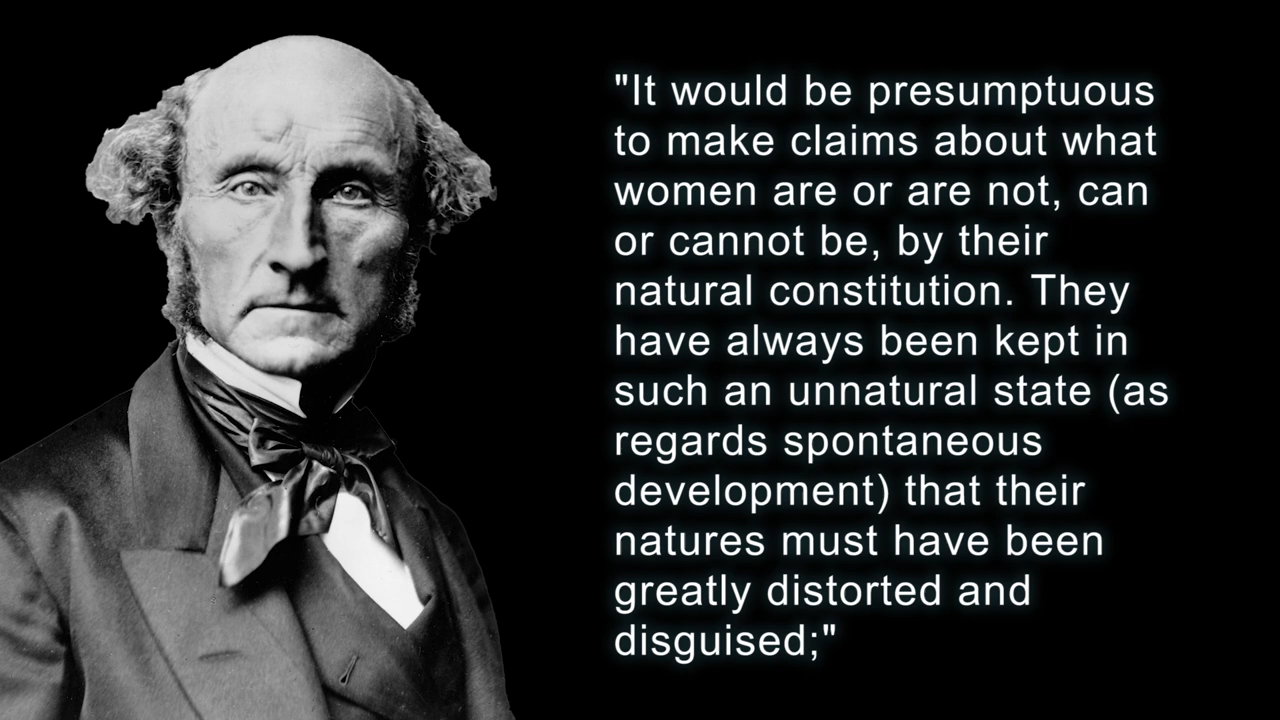 "It would be presumptuous
to make claims about what
women are or are not, can
or cannot be, by their
natural constitution. They
have always been kept in
such an unnatural state (as
regards spontaneous
development) that their
natures must have been
greatly distorted and
disguised;"